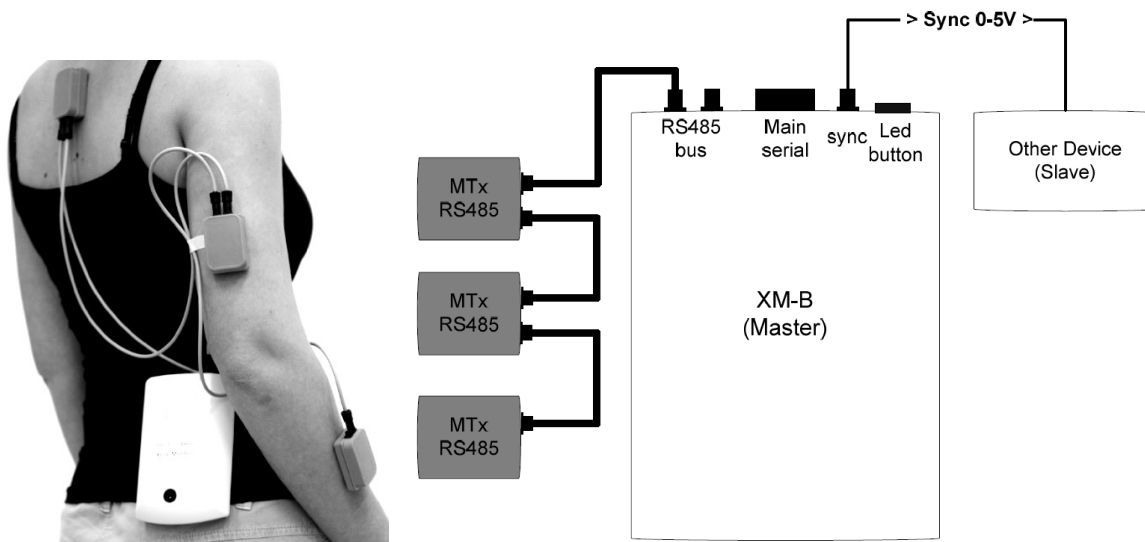 > Sync 0-5V >
RS485
bus
Main
serial
sync
Led
button
Other Device
(Slave)
MTx
RS485
MTx
RS485
MTx
RS485
XM-B
(Master)